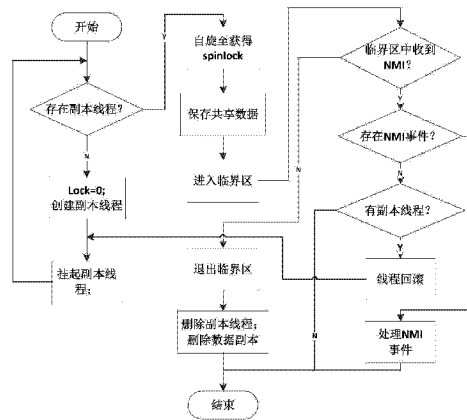 开始
存在副本线程？
Y
N
Lock=0;
创建副本线程
挂起副本线
程；
自旋至获得
spinlock
保存共享数据
进入临界区
退出临界区
删除副本线程；
删除数据副本
结束
临界区中收到
NMI？
N
Y
存在NMI事件？
N
Y
有副本线程？
Y
N
线程回滚
处理NMI
事件